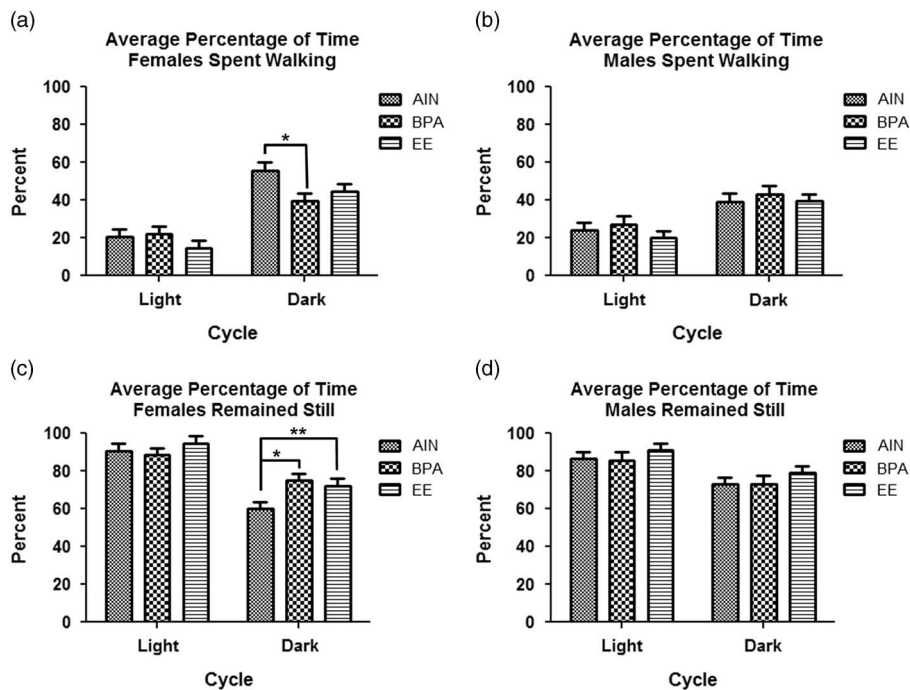 (a)
Average Percentage of Time
Females Spent Walking
100
80
60
40
20
0
Percent
*
Light
Dark
Cycle
AIN
BPA
EE
(b)
Average Percentage of Time
Males Spent Walking
100
80
60
40
20
0
Percent
Light
Dark
Cycle
AIN
BPA
EE
(c)
Average Percentage of Time
Females Remained Still
100
80
60
40
20
0
Percent
**
*
Light
Dark
Cycle
AIN
BPA
EE
(d)
Average Percentage of Time
Males Remained Still
100
80
60
40
20
0
Percent
Light
Dark
Cycle
AIN
BPA
EE